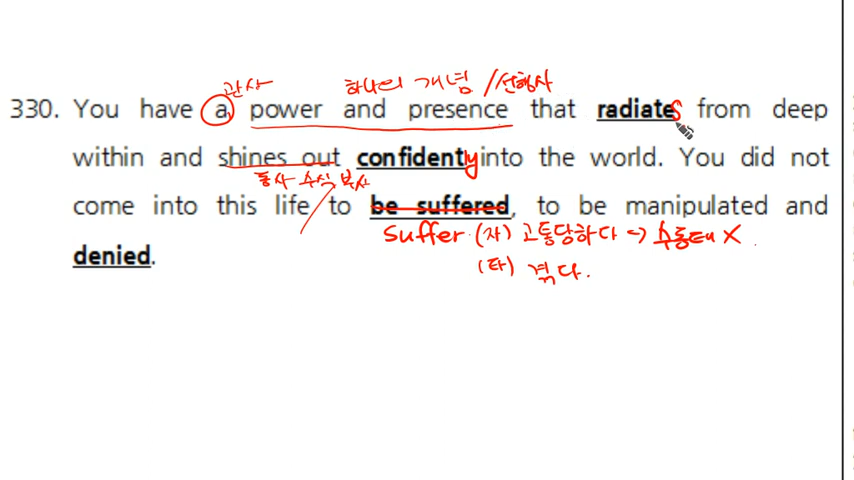 관사 하나의 개념 / 선행사
330. You have a power and presence that radiates from deep
within and shines out confidently into the world. You did not
동사 수식 부사
come into this life to be suffered, to be manipulated and
suffer (자) 고통당하다 → 수동태 X
denied.
(타) 겪다.